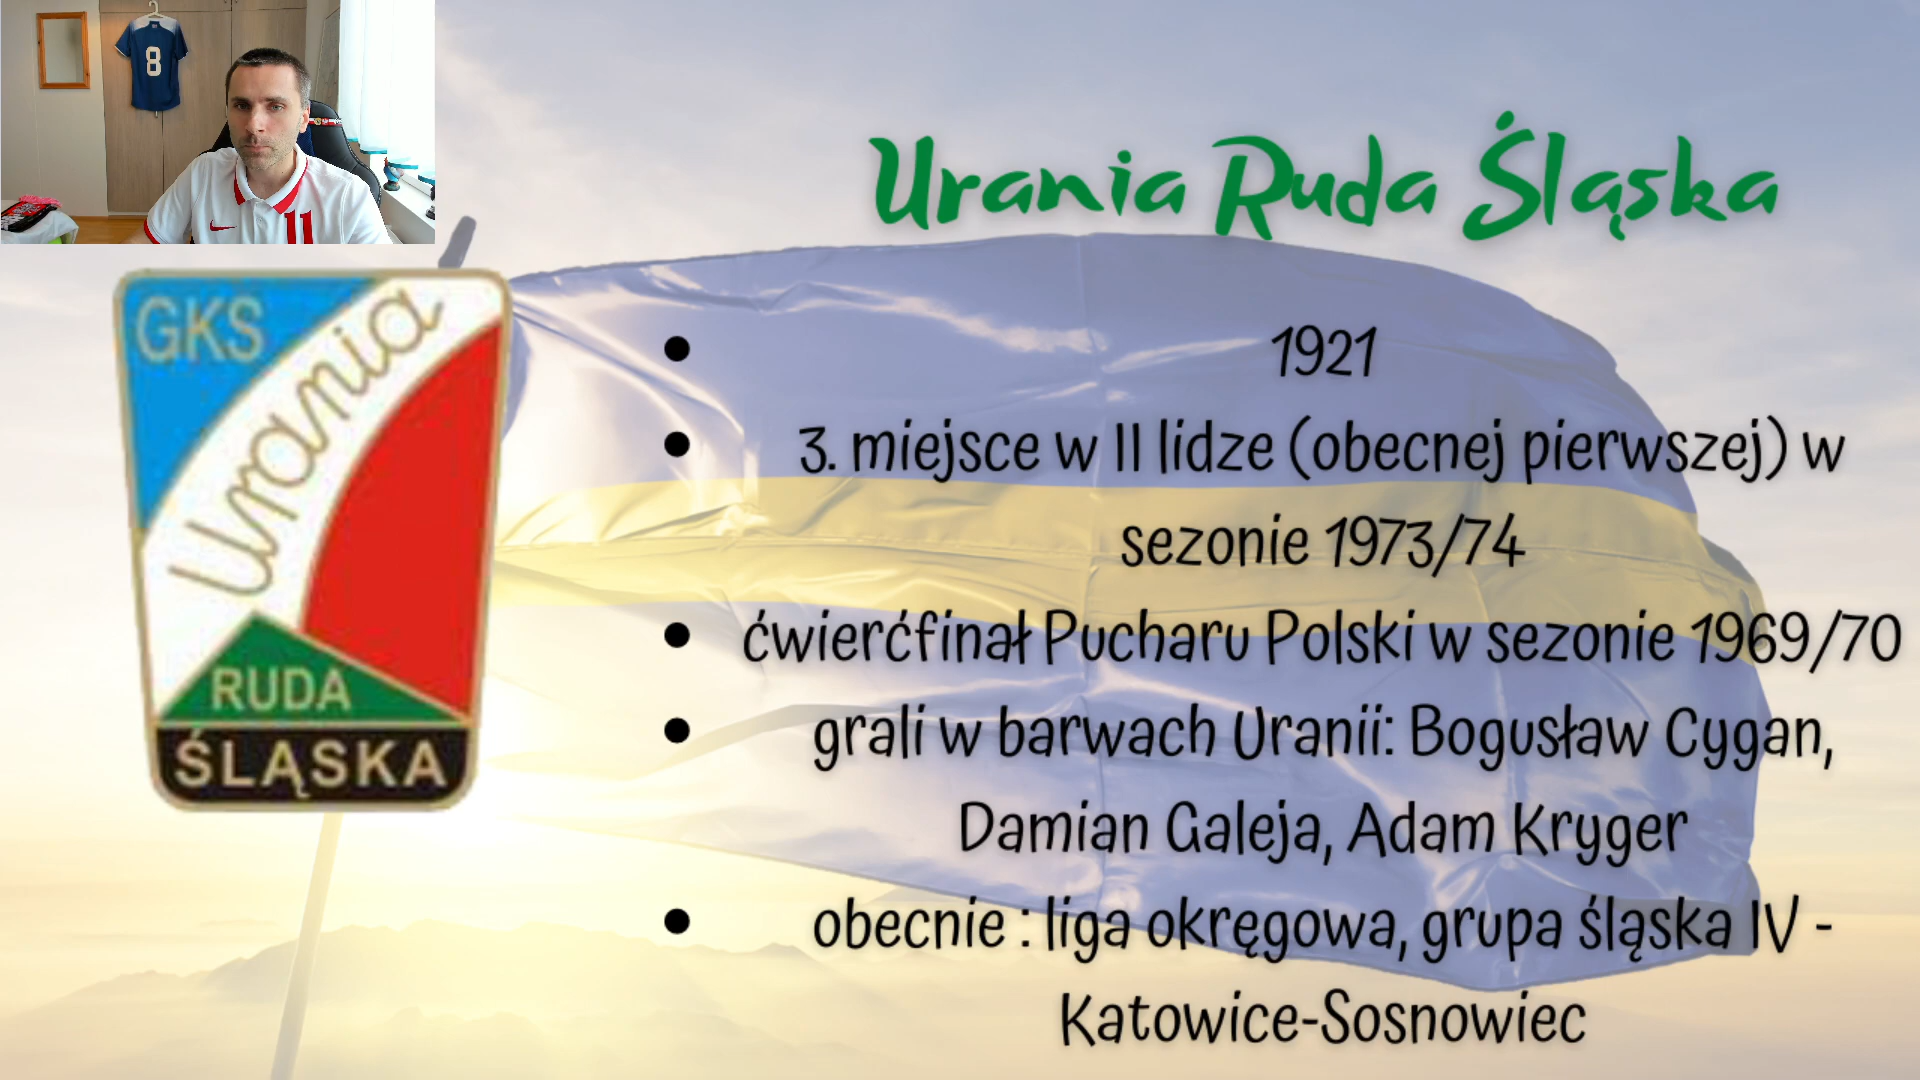 8
11
Urania Ruda Śląska
GKS
Urania
RUDA
ŚLĄSKA
• 1921
• 3. miejsce w II lidze (obecnej pierwszej) w
sezonie 1973/74
• ćwierćfinał Pucharu Polski w sezonie 1969/70
• grali w barwach Uranii: Bogusław Cygan,
Damian Galeja, Adam Kryger
• obecnie : liga okręgowa, grupa śląska IV -
Katowice-Sosnowiec